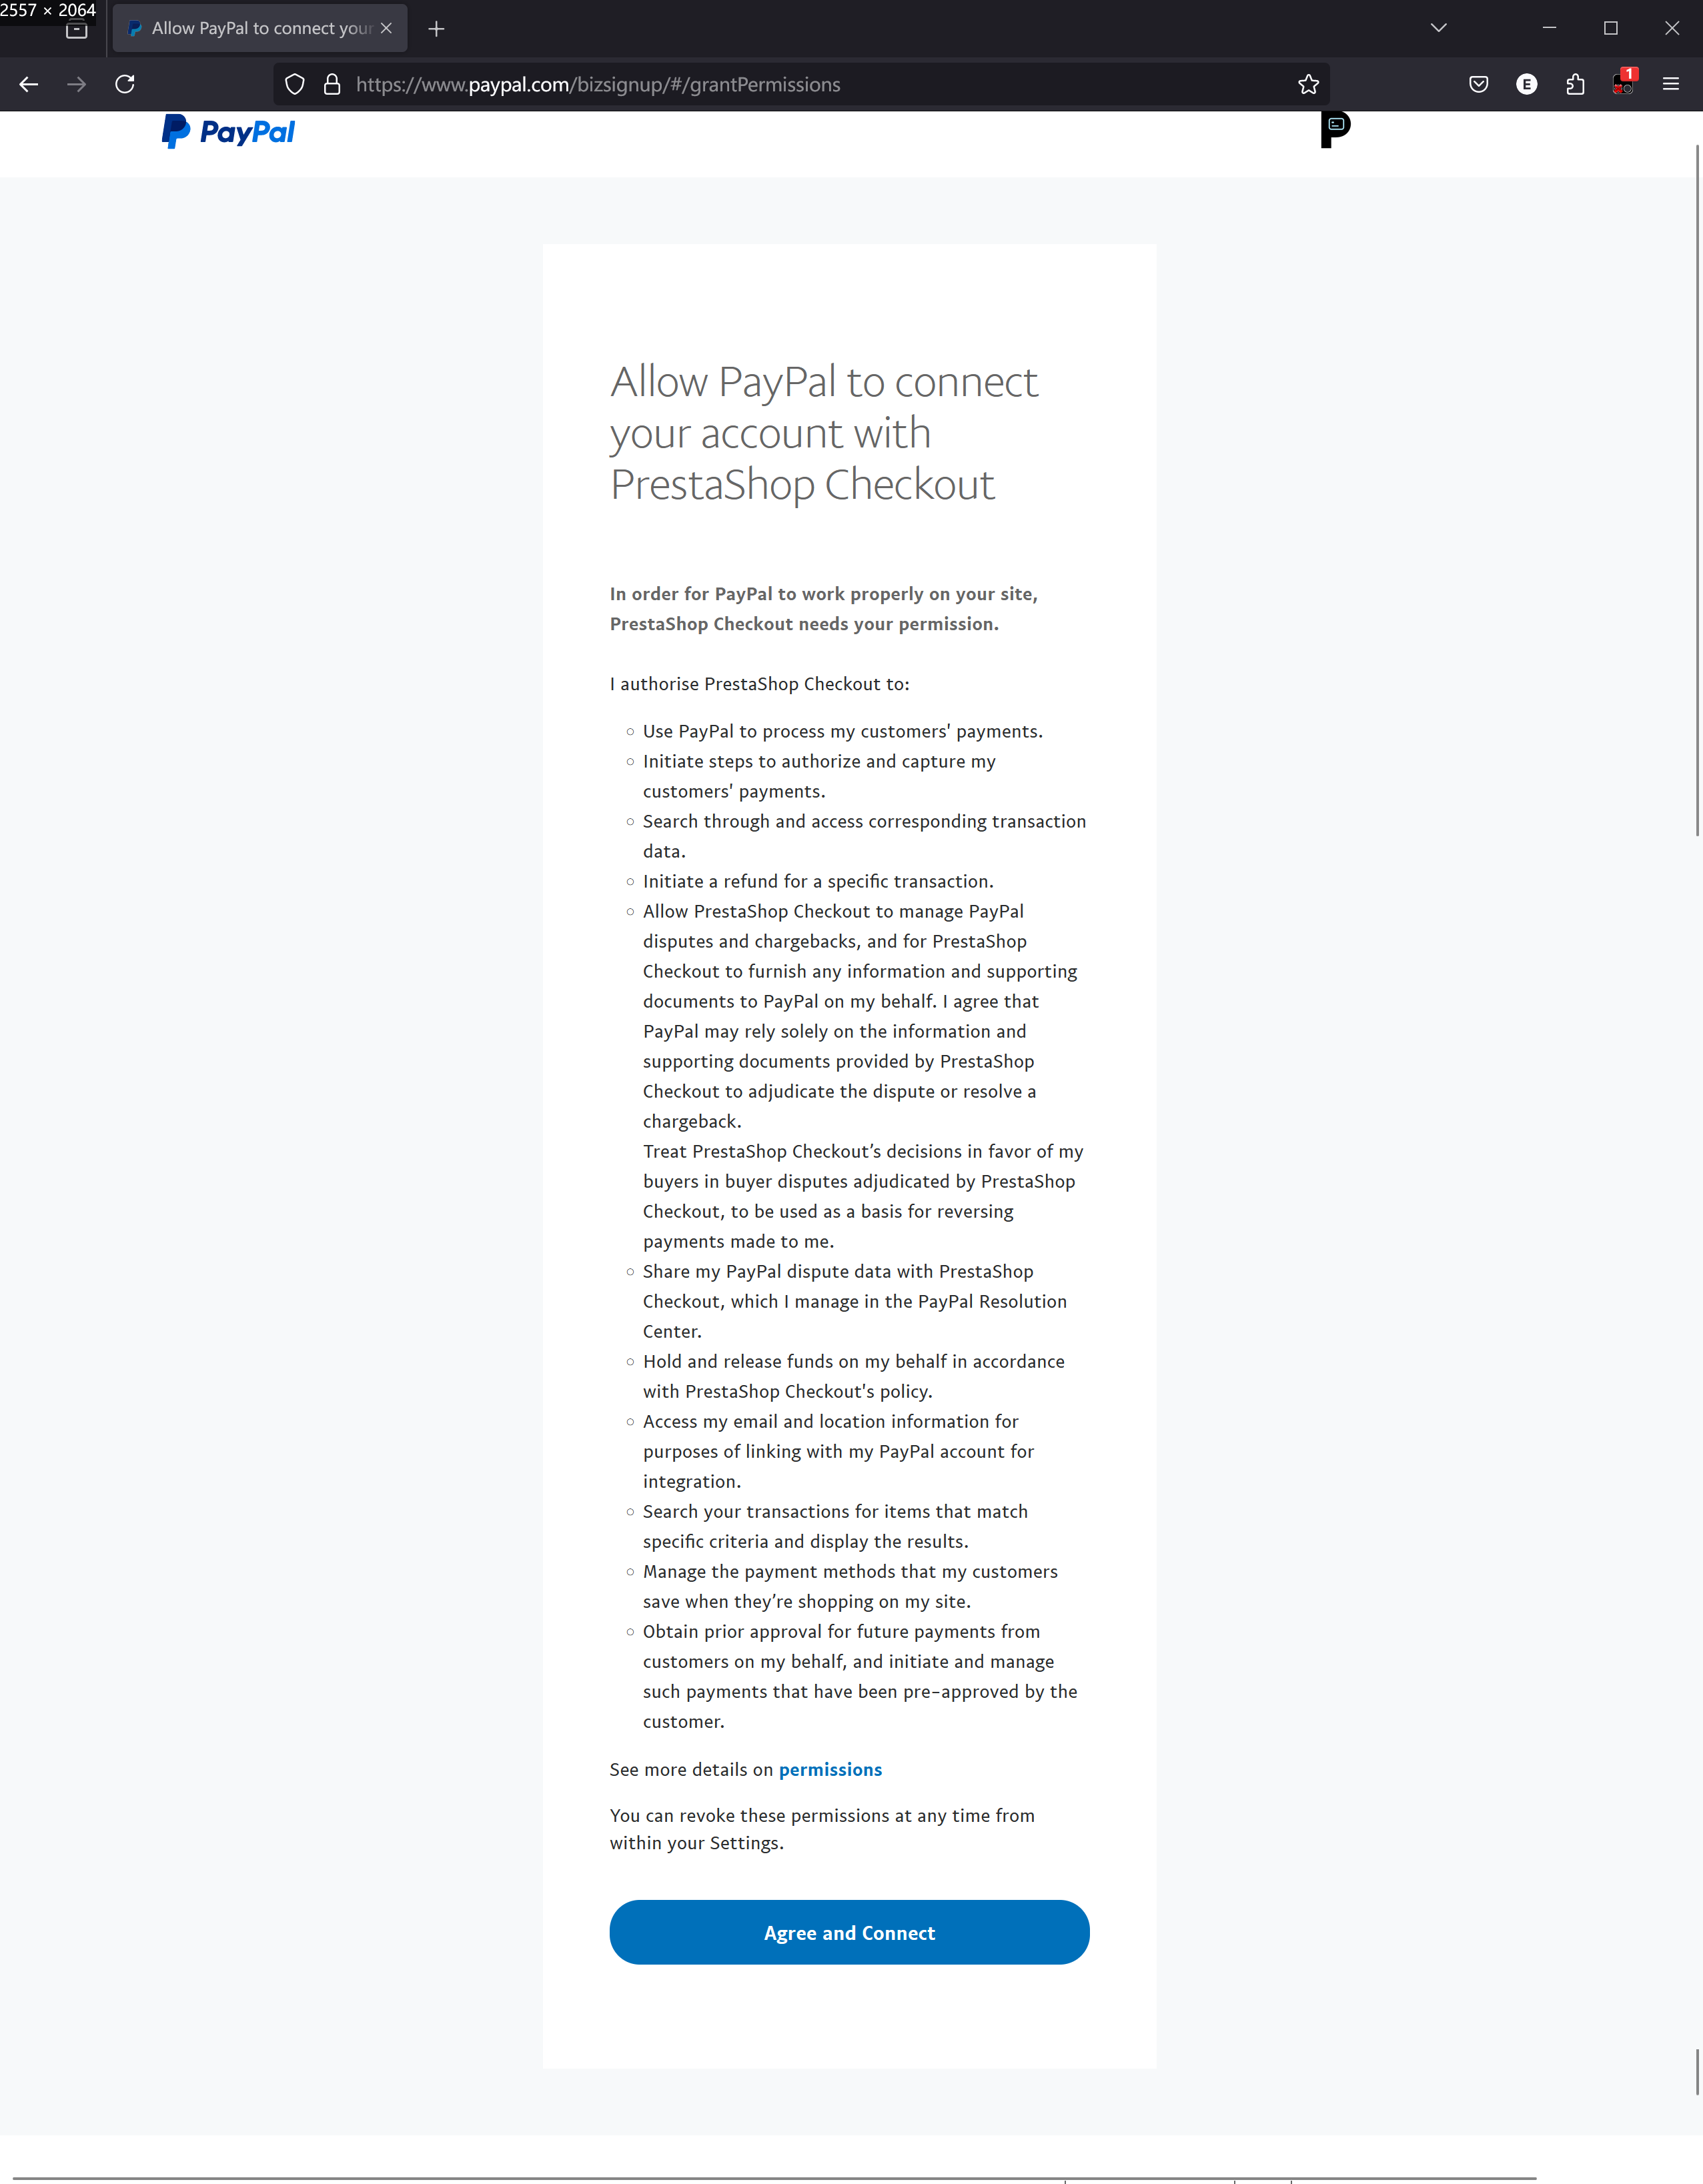 2557 × 2064
Allow PayPal to connect your
https://www.paypal.com/bizsignup/#/grantPermissions
E
1
PayPal
Allow PayPal to connect
your account with
PrestaShop Checkout
In order for PayPal to work properly on your site,
PrestaShop Checkout needs your permission.
I authorise PrestaShop Checkout to:
Use PayPal to process my customers' payments.
Initiate steps to authorize and capture my
customers' payments.
Search through and access corresponding transaction
data.
Initiate a refund for a specific transaction.
Allow PrestaShop Checkout to manage PayPal
disputes and chargebacks, and for PrestaShop
Checkout to furnish any information and supporting
documents to PayPal on my behalf. I agree that
PayPal may rely solely on the information and
supporting documents provided by PrestaShop
Checkout to adjudicate the dispute or resolve a
chargeback.
Treat PrestaShop Checkout’s decisions in favor of my
buyers in buyer disputes adjudicated by PrestaShop
Checkout, to be used as a basis for reversing
payments made to me.
Share my PayPal dispute data with PrestaShop
Checkout, which I manage in the PayPal Resolution
Center.
Hold and release funds on my behalf in accordance
with PrestaShop Checkout's policy.
Access my email and location information for
purposes of linking with my PayPal account for
integration.
Search your transactions for items that match
specific criteria and display the results.
Manage the payment methods that my customers
save when they’re shopping on my site.
Obtain prior approval for future payments from
customers on my behalf, and initiate and manage
such payments that have been pre-approved by the
customer.
See more details on permissions
You can revoke these permissions at any time from
within your Settings.
Agree and Connect